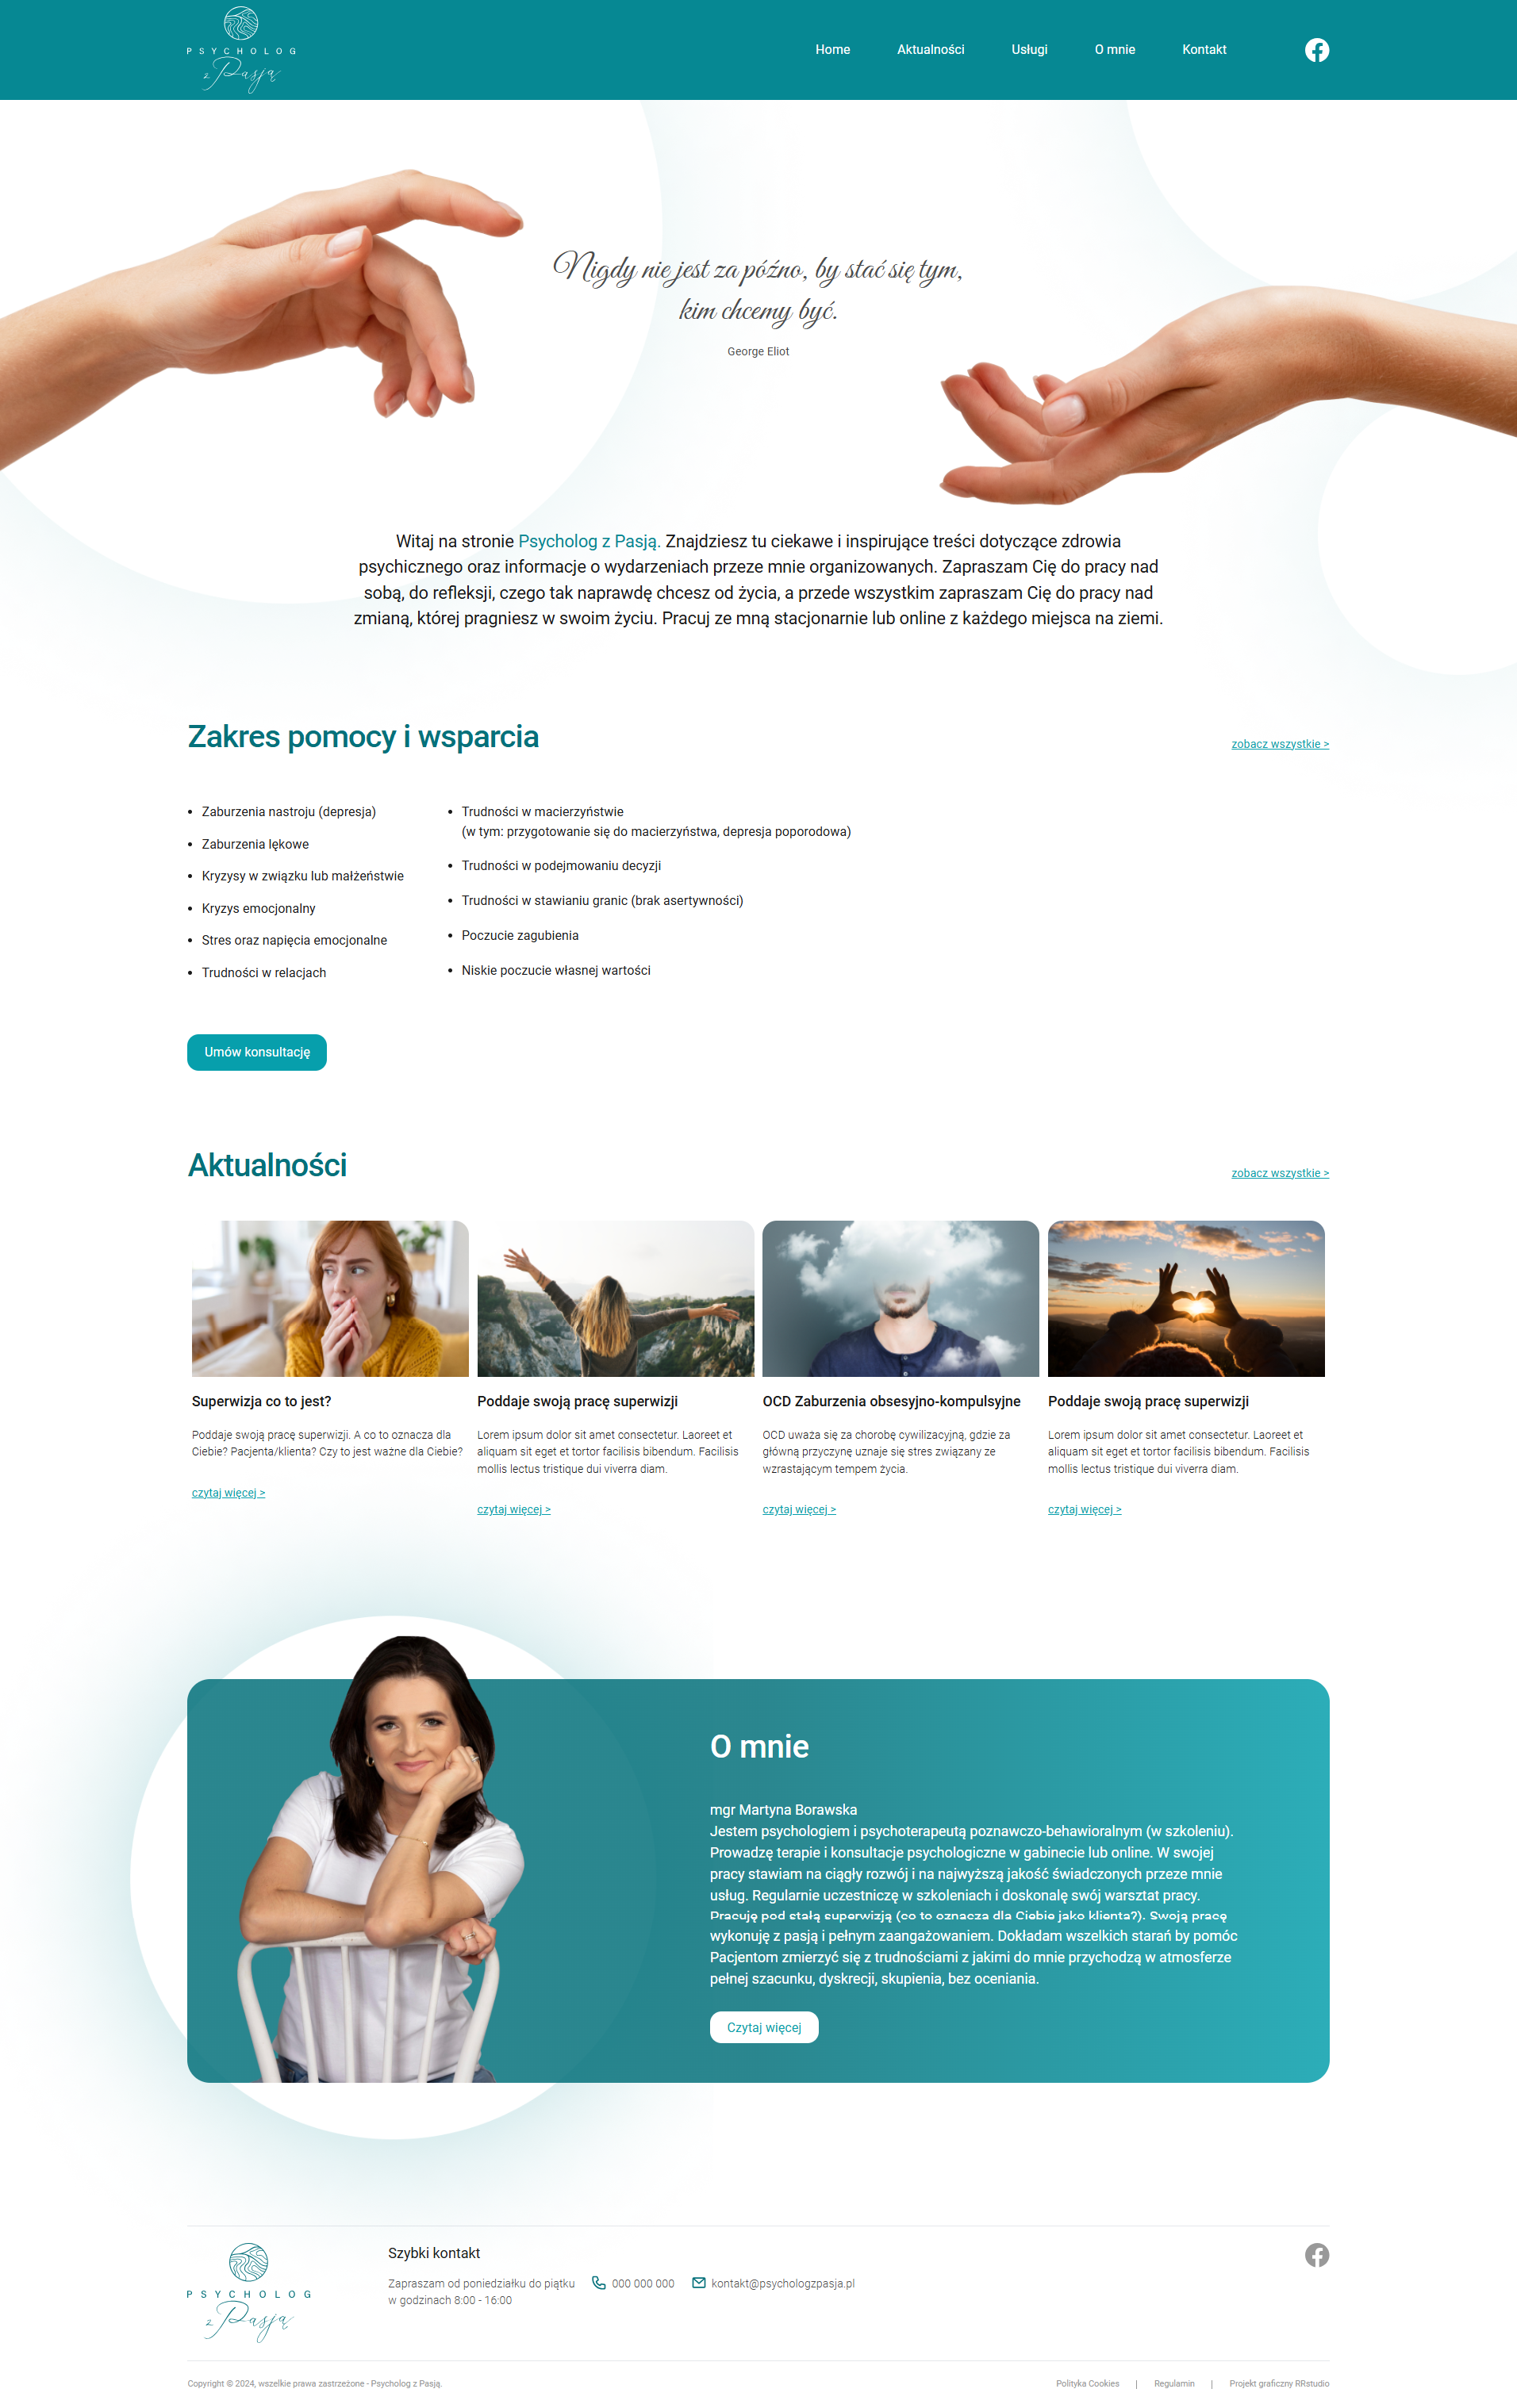 PSYCHOLOG
z Pasją
Home
Aktualności
Usługi
O mnie
Kontakt
Nigdy nie jest za późno, by stać się tym,
kim chcemy być.
George Eliot
Witaj na stronie Psycholog z Pasją. Znajdziesz tu ciekawe i inspirujące treści dotyczące zdrowia
psychicznego oraz informacje o wydarzeniach przeze mnie organizowanych. Zapraszam Cię do pracy nad
sobą, do refleksji, czego tak naprawdę chcesz od życia, a przede wszystkim zapraszam Cię do pracy nad
zmianą, której pragniesz w swoim życiu. Pracuj ze mną stacjonarnie lub online z każdego miejsca na ziemi.
Zakres pomocy i wsparcia
zobacz wszystkie >
• Zaburzenia nastroju (depresja)
• Zaburzenia lękowe
• Kryzysy w związku lub małżeństwie
• Kryzys emocjonalny
• Stres oraz napięcia emocjonalne
• Trudności w relacjach
• Trudności w macierzyństwie
(w tym: przygotowanie się do macierzyństwa, depresja poporodowa)
• Trudności w podejmowaniu decyzji
• Trudności w stawianiu granic (brak asertywności)
• Poczucie zagubienia
• Niskie poczucie własnej wartości
Umów konsultację
Aktualności
zobacz wszystkie >
Superwizja co to jest?
Poddaje swoją pracę superwizji. A co to oznacza dla
Ciebie? Pacjenta/klienta? Czy to jest ważne dla Ciebie?
czytaj więcej >
Poddaje swoją pracę superwizji
Lorem ipsum dolor sit amet consectetur. Laoreet et
aliquam sit eget et tortor facilisis bibendum. Facilisis
mollis lectus tristique dui viverra diam.
czytaj więcej >
OCD Zaburzenia obsesyjno-kompulsyjne
OCD uważa się za chorobę cywilizacyjną, gdzie za
główną przyczynę uznaje się stres związany ze
wzrastającym tempem życia.
czytaj więcej >
Poddaje swoją pracę superwizji
Lorem ipsum dolor sit amet consectetur. Laoreet et
aliquam sit eget et tortor facilisis bibendum. Facilisis
mollis lectus tristique dui viverra diam.
czytaj więcej >
O mnie
mgr Martyna Borawska
Jestem psychologiem i psychoterapeutą poznawczo-behawioralnym (w szkoleniu).
Prowadzę terapie i konsultacje psychologiczne w gabinecie lub online. W swojej
pracy stawiam na ciągły rozwój i na najwyższą jakość świadczonych przeze mnie
usług. Regularnie uczestniczę w szkoleniach i doskonalę swój warsztat pracy.
Pracuję pod stałą superwizją (co to oznacza dla Ciebie jako klienta?). Swoją pracę
wykonuję z pasją i pełnym zaangażowaniem. Dokładam wszelkich starań by pomóc
Pacjentom zmierzyć się z trudnościami z jakimi do mnie przychodzą w atmosferze
pełnej szacunku, dyskrecji, skupienia, bez oceniania.
Czytaj więcej
PSYCHOLOG
z Pasją
Szybki kontakt
Zapraszam od poniedziałku do piątku
w godzinach 8:00 - 16:00
000 000 000
kontakt@psychologzpasja.pl
Copyright © 2024, wszelkie prawa zastrzeżone - Psycholog z Pasją.
Polityka Cookies | Regulamin | Projekt graficzny RRstudio